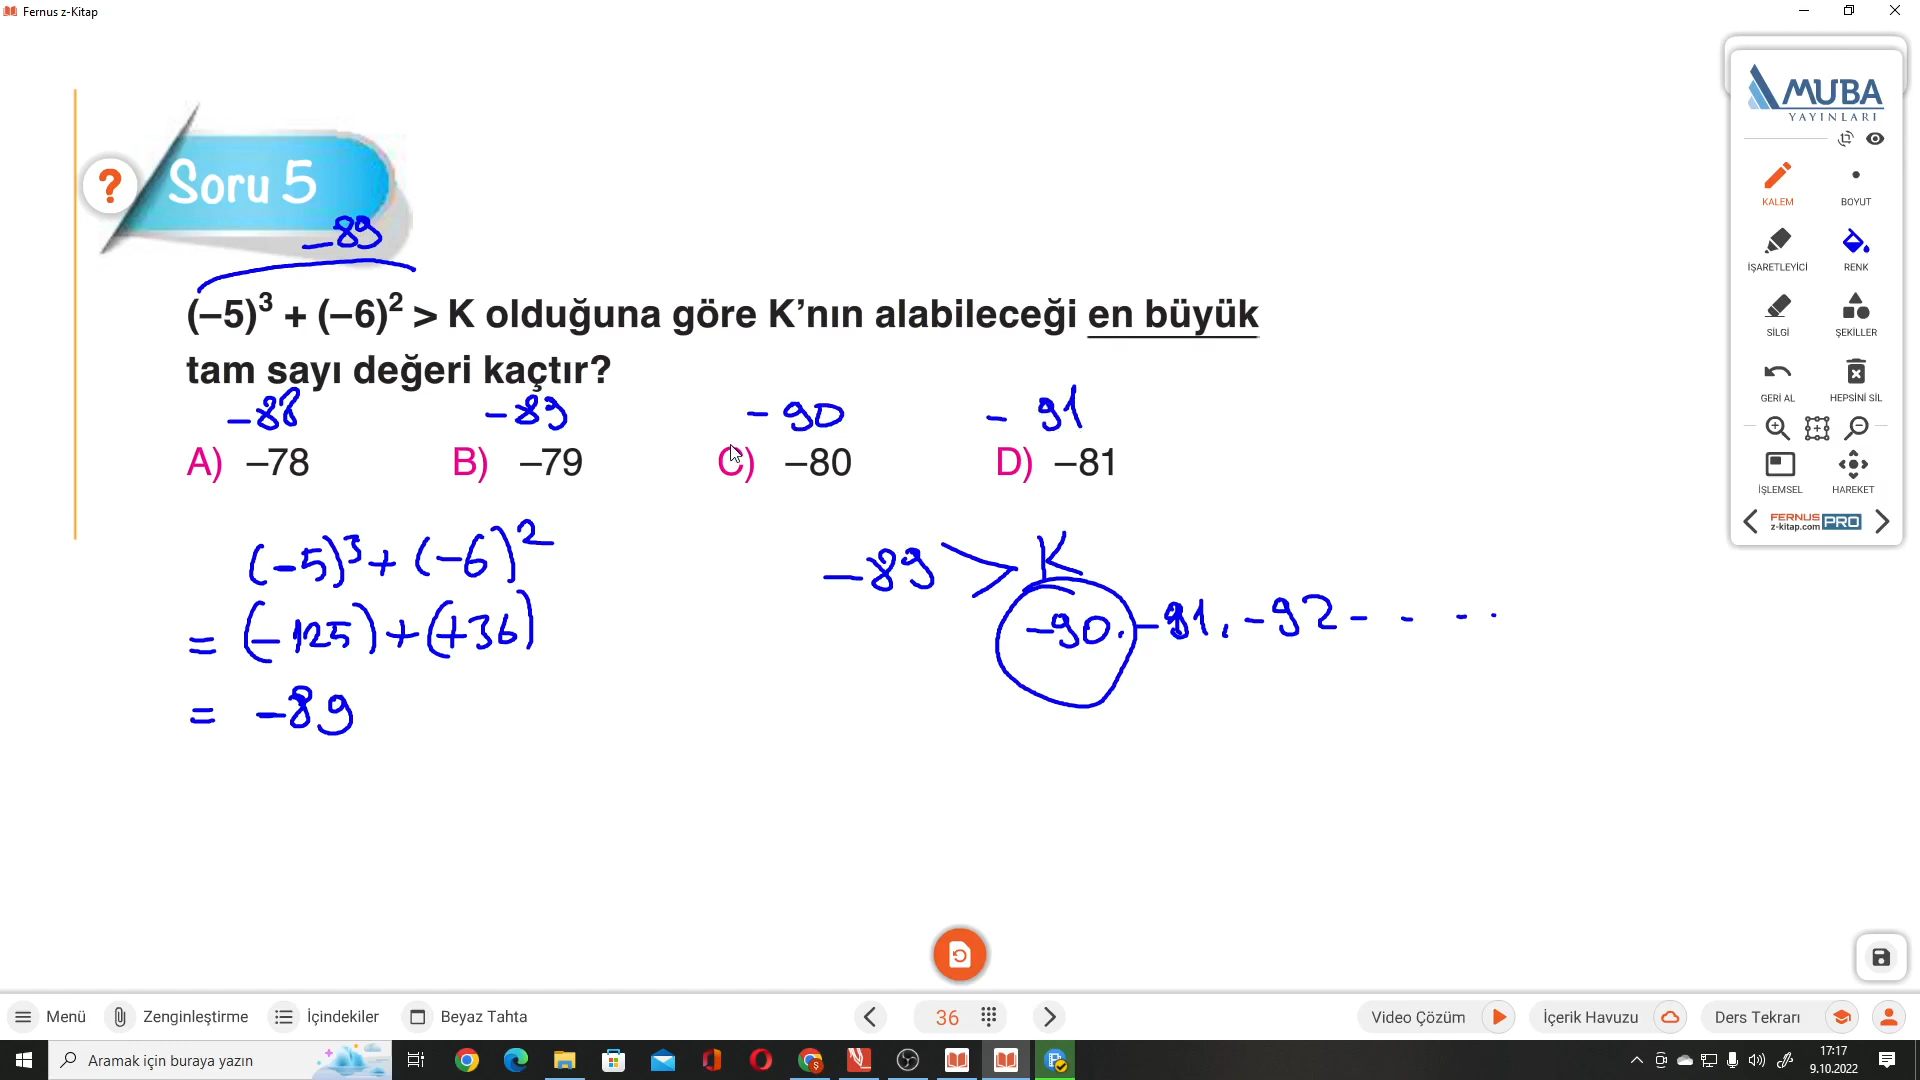 Fernus z-Kitap
MUBA
YAYINLARI
KALEM
BOYUT
İŞARETLEYİCİ
RENK
SİLGİ
ŞEKİLLER
GERİ AL
HEPSİNİ SİL
İŞLEMSEL
HAREKET
FERNUS
z-kitap.com PRO
? Soru 5
-89
(–5)³ + (–6)² > K olduğuna göre K’nın alabileceği en büyük
tam sayı değeri kaçtır?
-88 -89 -90 -91
A) –78 B) –79 C) –80 D) –81
(-5)³+(-6)²
= (-125)+(+36)
= -89
-89 > K
-90, -91, -92 - - - -
36
Menü Zenginleştirme İçindekiler Beyaz Tahta
Video Çözüm İçerik Havuzu Ders Tekrarı
Aramak için buraya yazın
17:17
9.10.2022